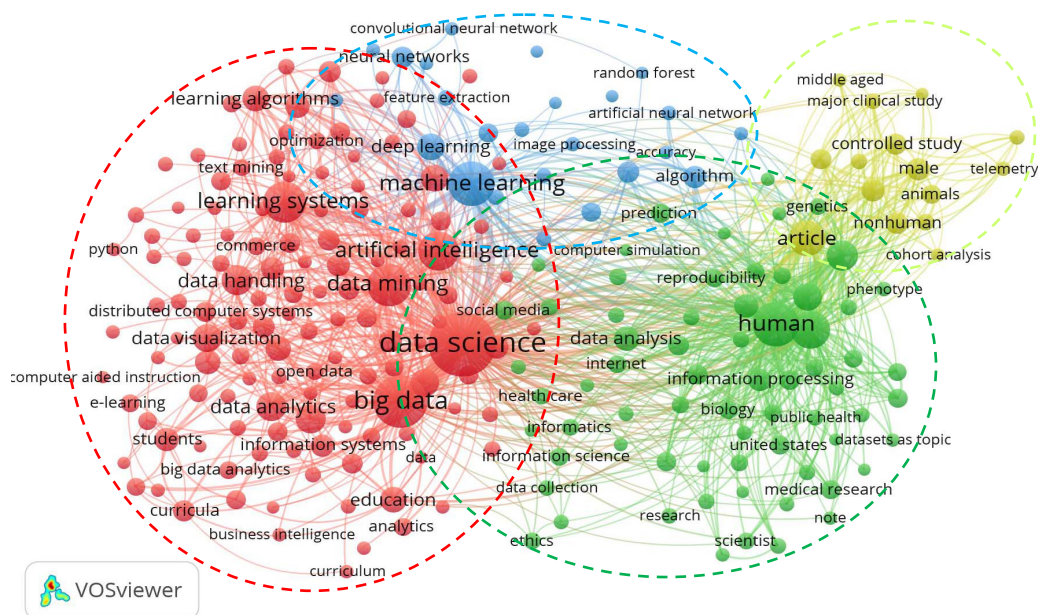 convolutional neural network
neural networks
random forest
middle aged
learning algorithms
feature extraction
major clinical study
artificial neural network
optimization
deep learning
image processing
controlled study
accuracy
text mining
male
telemetry
machine learning
algorithm
animals
learning systems
prediction
genetics
nonhuman
python
commerce
artificial intelligence
computer simulation
article
cohort analysis
data handling
data mining
reproducibility
phenotype
distributed computer systems
social media
human
data visualization
data science
data analysis
internet
computer aided instruction
open data
information processing
e-learning
data analytics
big data
health care
biology
public health
students
information systems
informatics
united states
datasets as topic
big data analytics
data
information science
curricula
education
data collection
medical research
business intelligence
analytics
research
note
ethics
scientist
curriculum
VOSviewer